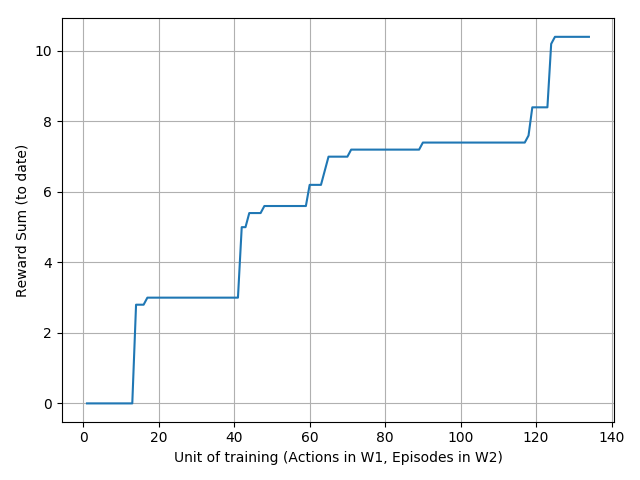 Reward Sum (to date)
10
8
6
4
2
0
0 20 40 60 80 100 120 140
Unit of training (Actions in W1, Episodes in W2)